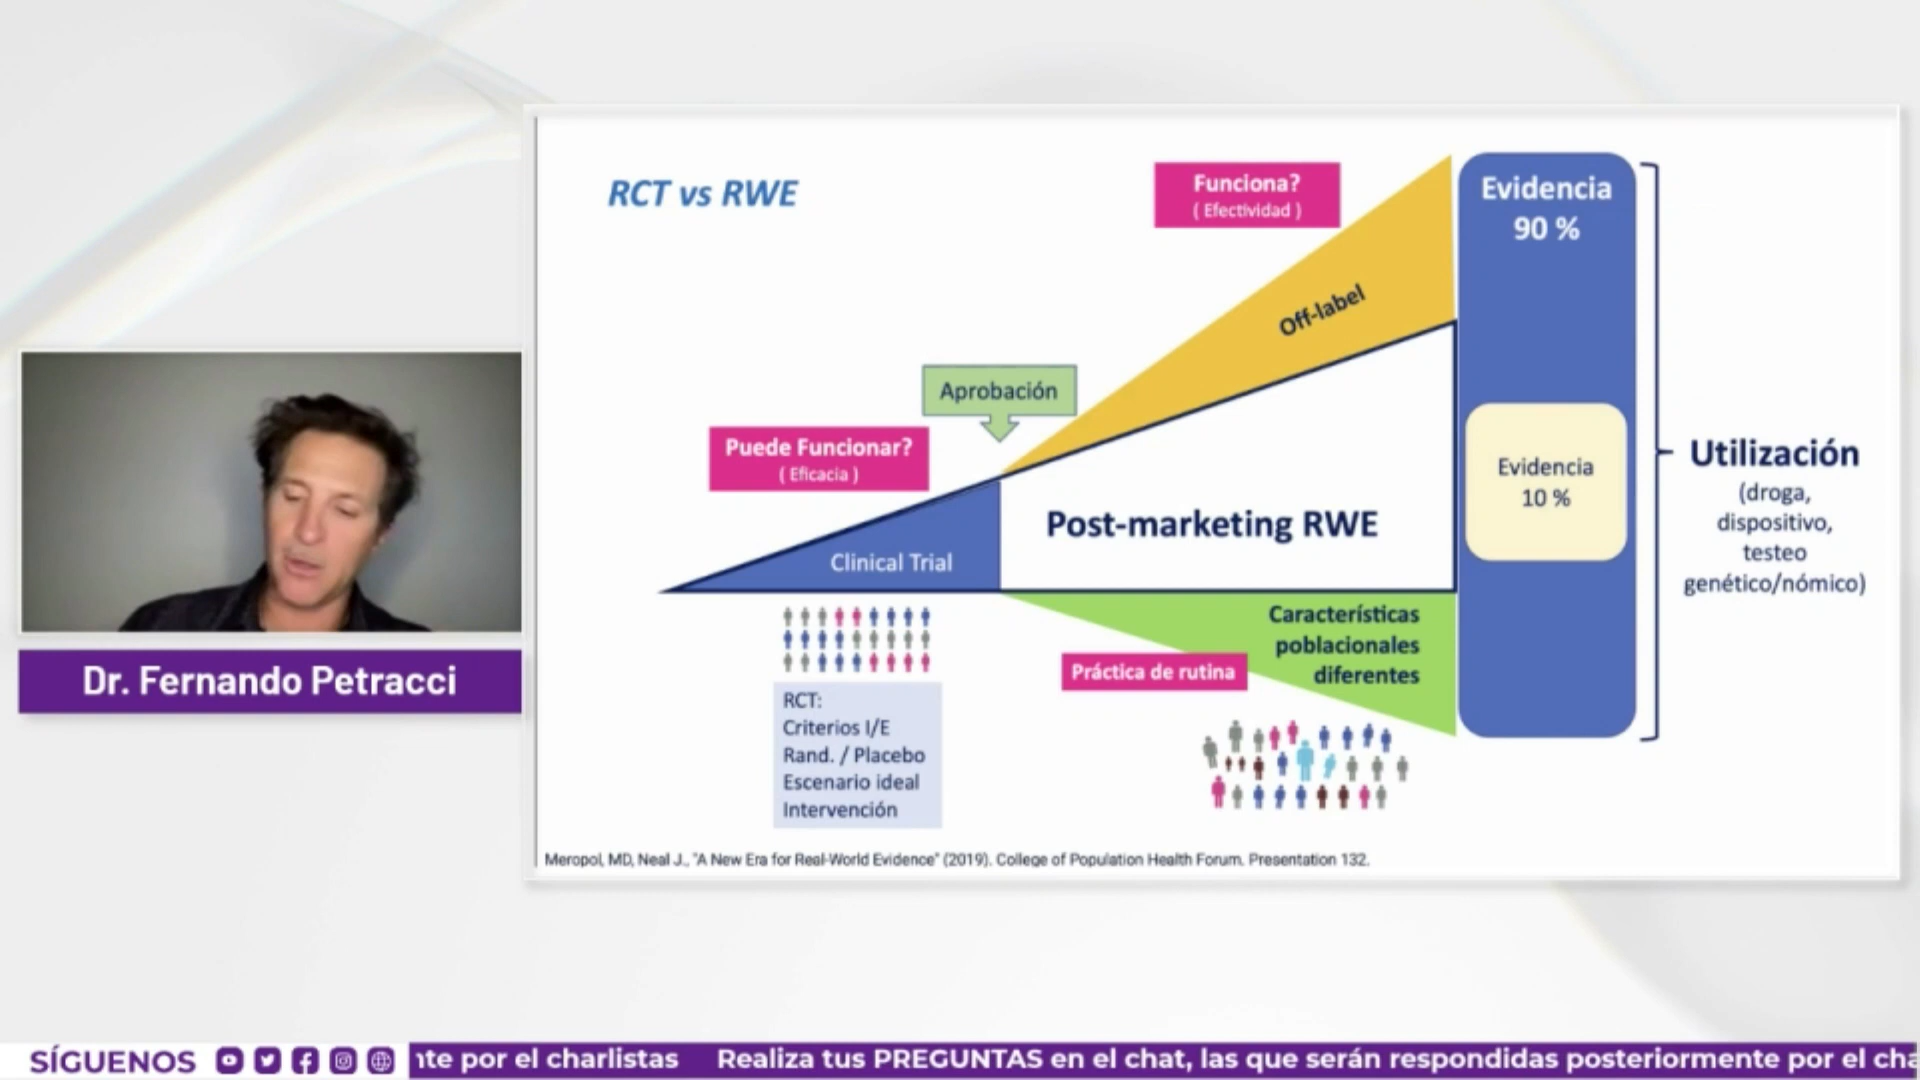 RCT vs RWE
Funciona?
( Efectividad )
Evidencia
90 %
Off-label
Aprobación
Puede Funcionar?
( Eficacia )
Evidencia
10 %
Utilización
(droga,
dispositivo,
testeo
genético/nómico)
Post-marketing RWE
Clinical Trial
Características
poblacionales
diferentes
Práctica de rutina
RCT:
Criterios I/E
Rand. / Placebo
Escenario ideal
Intervención
Meropol, MD, Neal J., "A New Era for Real-World Evidence" (2019). College of Population Health Forum. Presentation 132.
Dr. Fernando Petracci
SÍGUENOS
nte por el charlistas Realiza tus PREGUNTAS en el chat, las que serán respondidas posteriormente por el cha